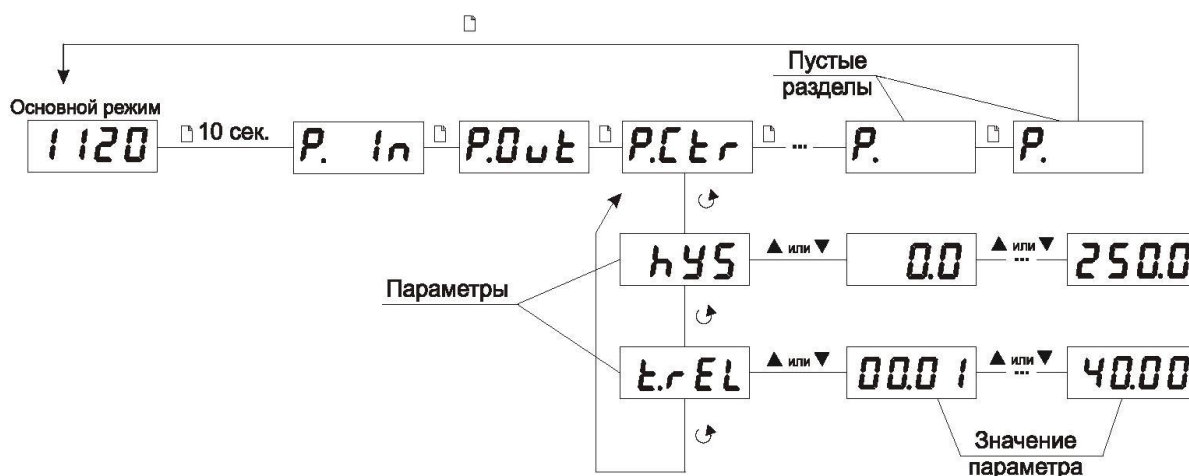 Пустые
разделы
Основной режим
1120
10 сек.
P. In
P.Out
P.Ctr
...
P.
P.
hYS
▲ или ▼
0.0
▲ или ▼
...
250.0
Параметры
t.rEL
▲ или ▼
00.01
▲ или ▼
...
40.00
Значение
параметра